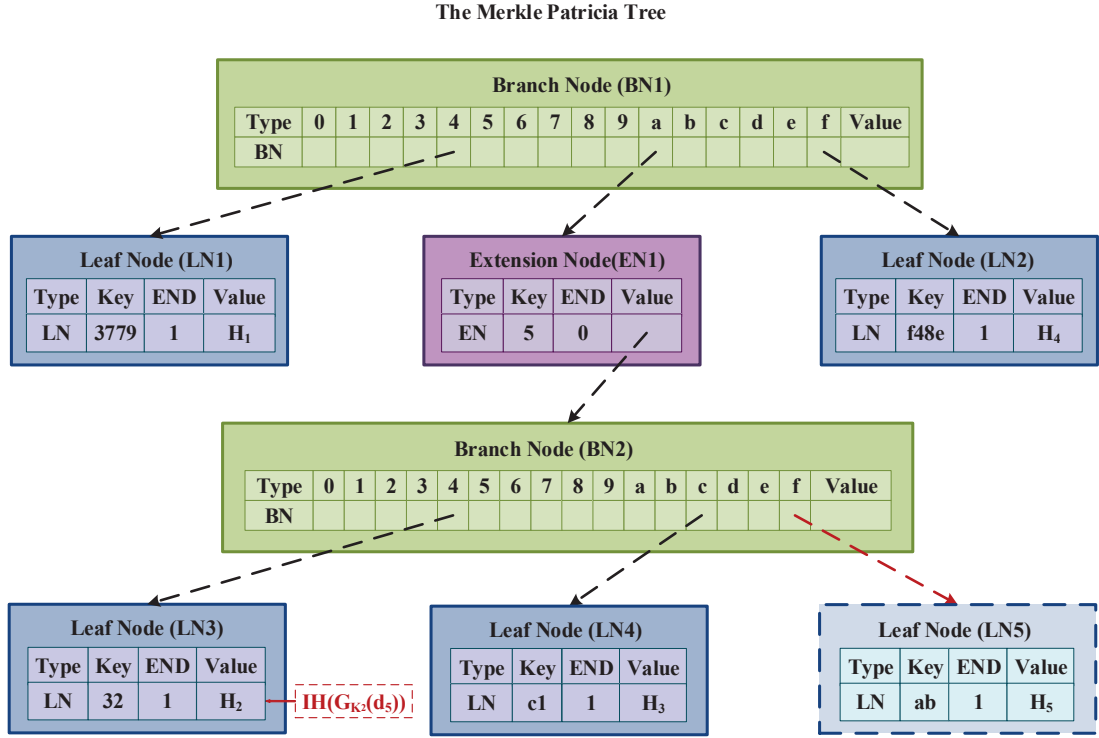 The Merkle Patricia Tree
Branch Node (BN1)
Type 0 1 2 3 4 5 6 7 8 9 a b c d e f Value
BN
Leaf Node (LN1)
Type Key END Value
LN 3779 1 H₁
Extension Node(EN1)
Type Key END Value
EN 5 0
Leaf Node (LN2)
Type Key END Value
LN f48e 1 H₄
Branch Node (BN2)
Type 0 1 2 3 4 5 6 7 8 9 a b c d e f Value
BN
Leaf Node (LN3)
Type Key END Value
LN 32 1 H₂
IH(G_K₂(d₅))
Leaf Node (LN4)
Type Key END Value
LN c1 1 H₃
Leaf Node (LN5)
Type Key END Value
LN ab 1 H₅